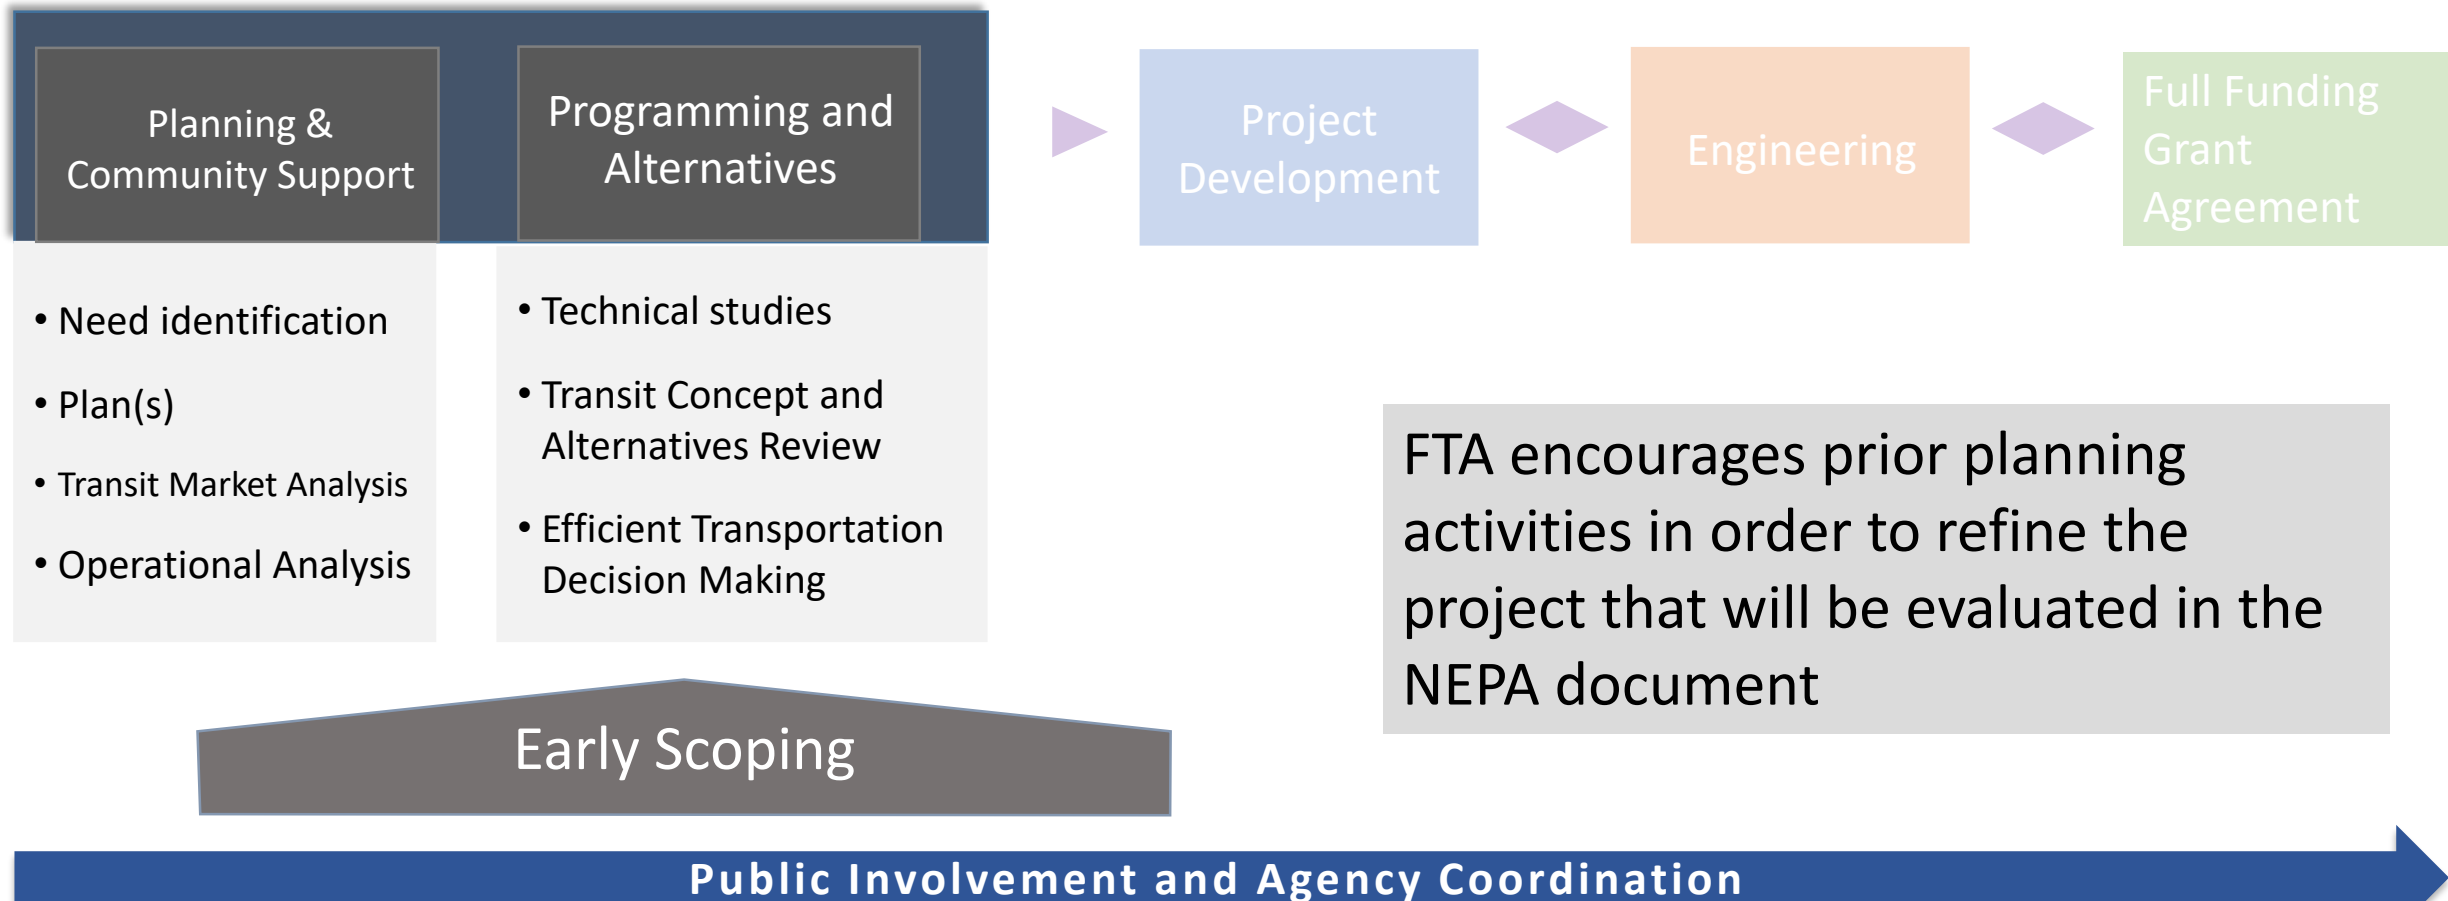 Planning &
Community Support
Programming and
Alternatives
Project
Development
Engineering
Full Funding
Grant
Agreement
• Need identification
• Plan(s)
• Transit Market Analysis
• Operational Analysis
• Technical studies
• Transit Concept and
Alternatives Review
• Efficient Transportation
Decision Making
FTA encourages prior planning
activities in order to refine the
project that will be evaluated in the
NEPA document
Early Scoping
Public Involvement and Agency Coordination